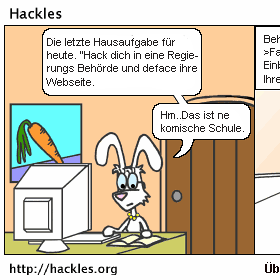 Hackles
Die letzte Hausaufgabe für
heute. "Hack dich in eine Regie-
rungs Behörde und deface ihre
Webseite.
Hm..Das ist ne
komische Schule.
Beh
>Fa
Einb
Ihre
http://hackles.org
Üb